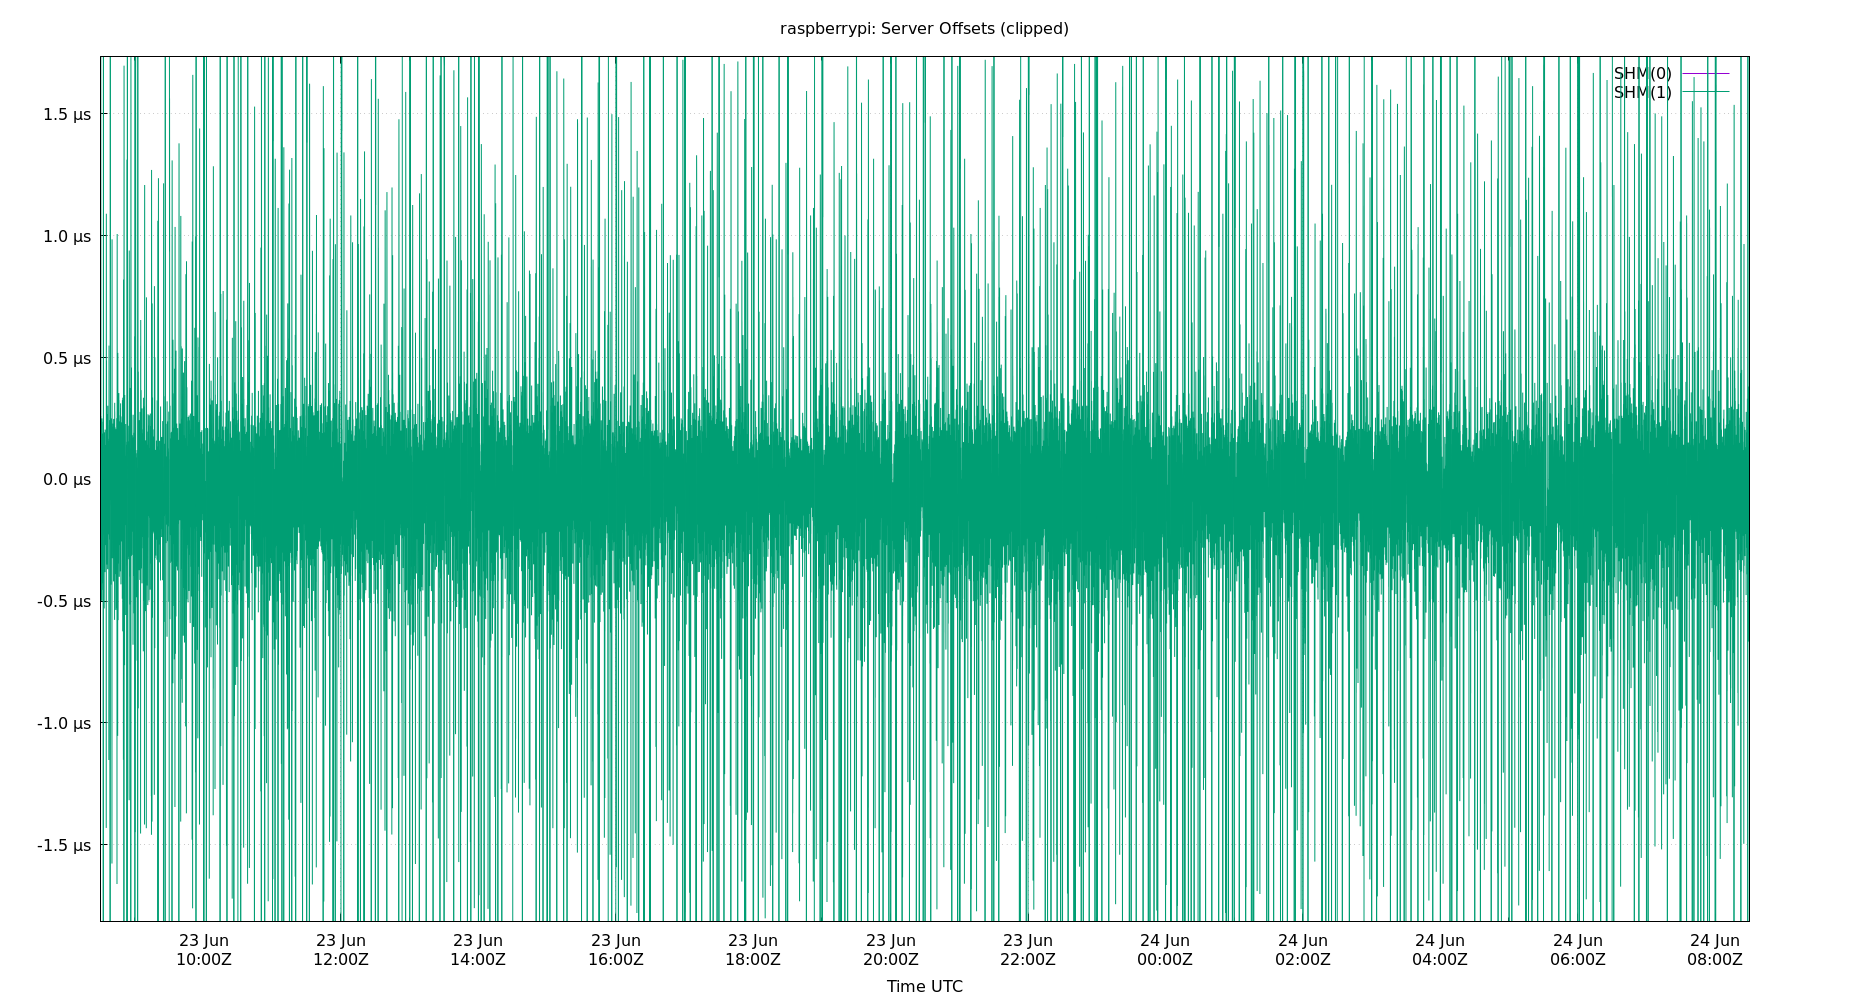 raspberrypi: Server Offsets (clipped)
SHM(0)
SHM(1)
1.5 µs
1.0 µs
0.5 µs
0.0 µs
-0.5 µs
-1.0 µs
-1.5 µs
23 Jun 23 Jun 23 Jun 23 Jun 23 Jun 23 Jun 23 Jun 24 Jun 24 Jun 24 Jun 24 Jun 24 Jun
10:00Z 12:00Z 14:00Z 16:00Z 18:00Z 20:00Z 22:00Z 00:00Z 02:00Z 04:00Z 06:00Z 08:00Z
Time UTC